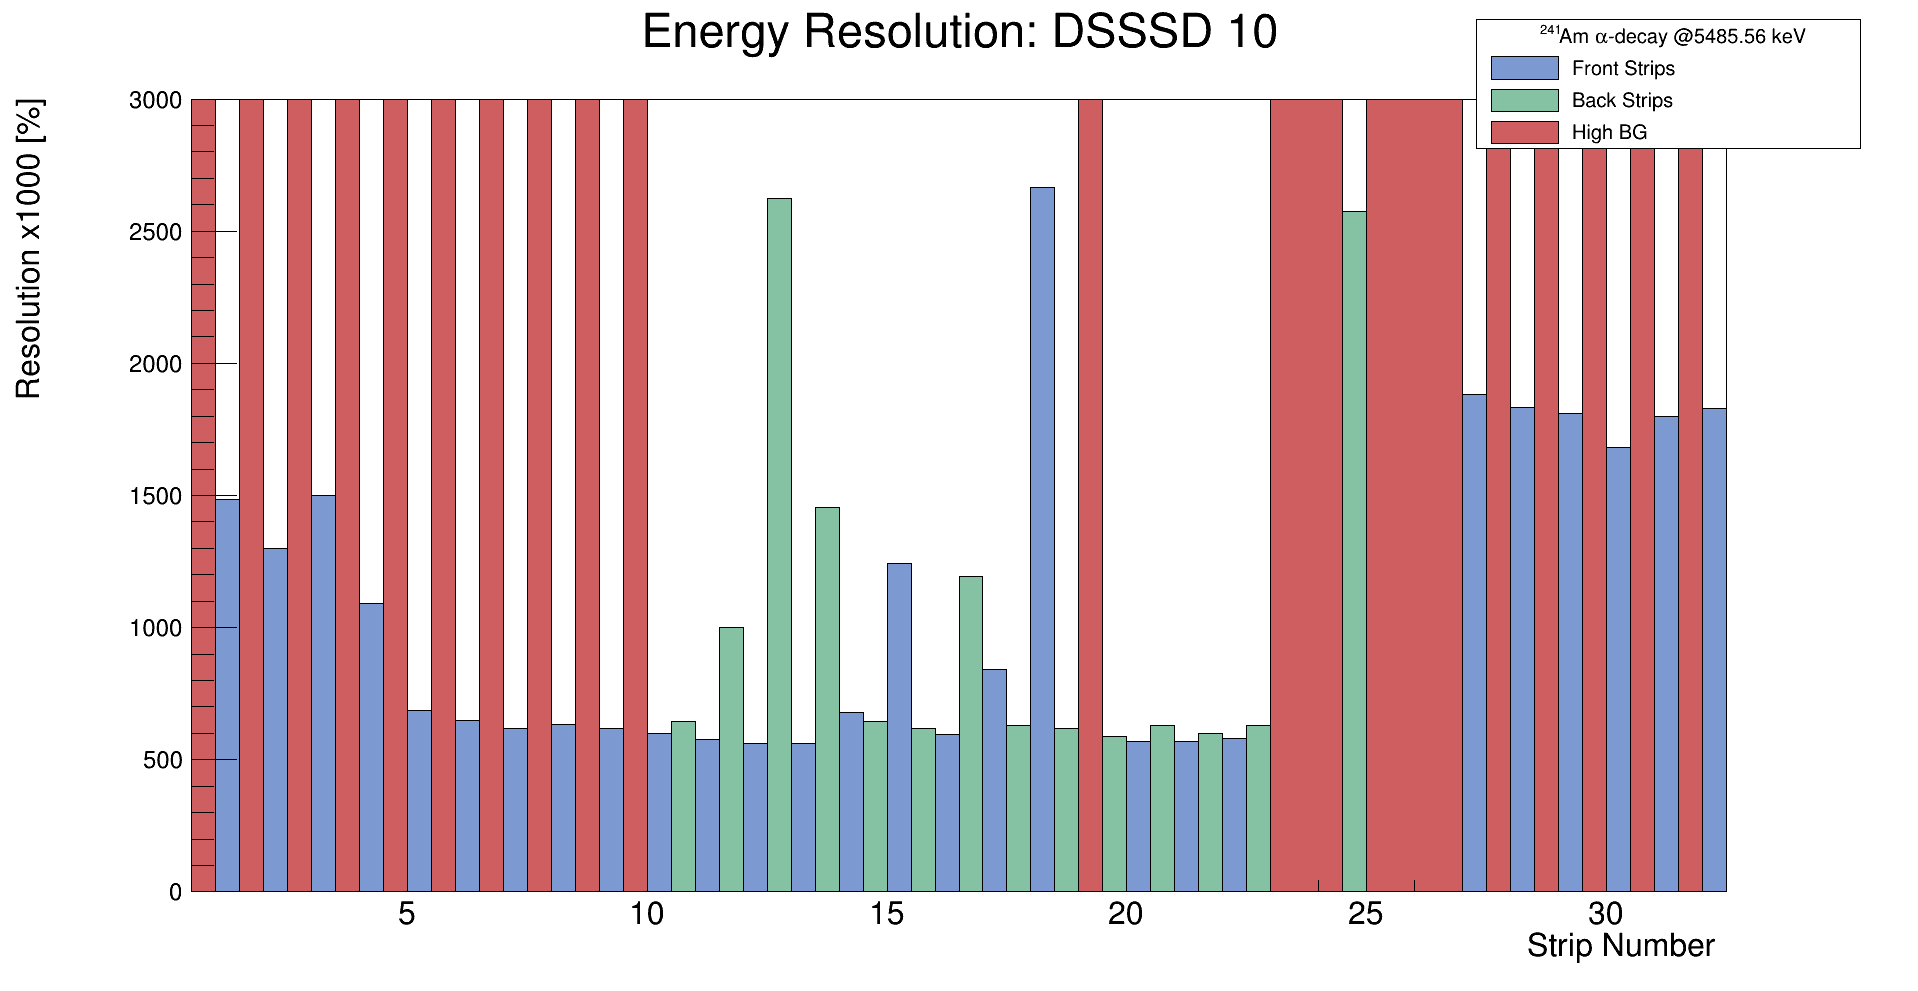 Energy Resolution: DSSSD 10
²⁴¹Am α-decay @5485.56 keV
Front Strips
Back Strips
High BG
Resolution x1000 [%]
3000
2500
2000
1500
1000
500
0
5 10 15 20 25 30
Strip Number